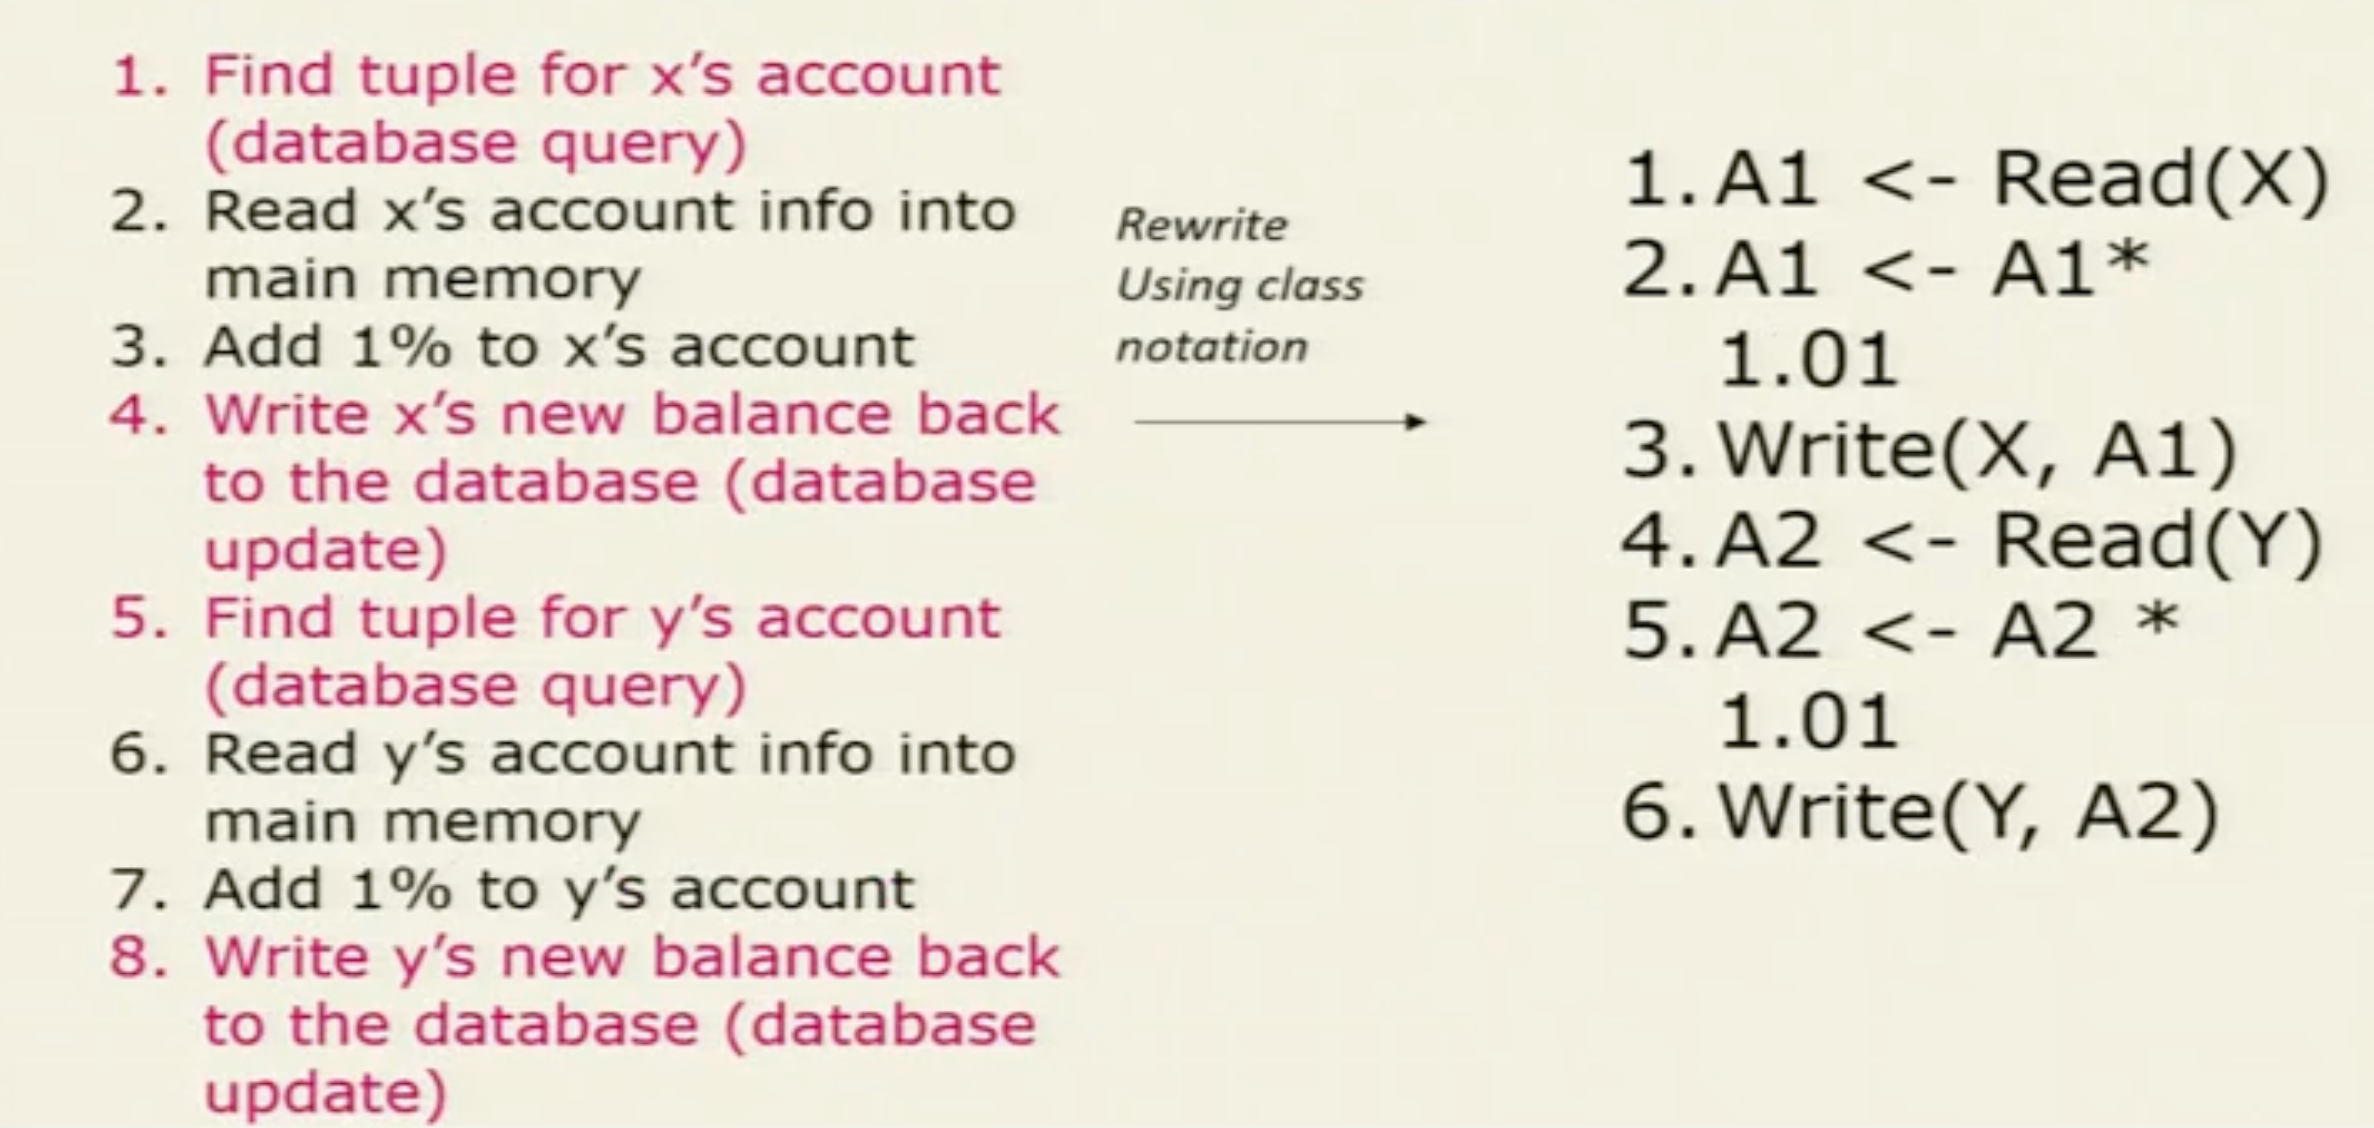 1. Find tuple for x’s account
(database query)
2. Read x’s account info into
main memory
3. Add 1% to x’s account
4. Write x’s new balance back
to the database (database
update)
5. Find tuple for y’s account
(database query)
6. Read y’s account info into
main memory
7. Add 1% to y’s account
8. Write y’s new balance back
to the database (database
update)
Rewrite
Using class
notation
1. A1 <- Read(X)
2. A1 <- A1*
1.01
3. Write(X, A1)
4. A2 <- Read(Y)
5. A2 <- A2 *
1.01
6. Write(Y, A2)